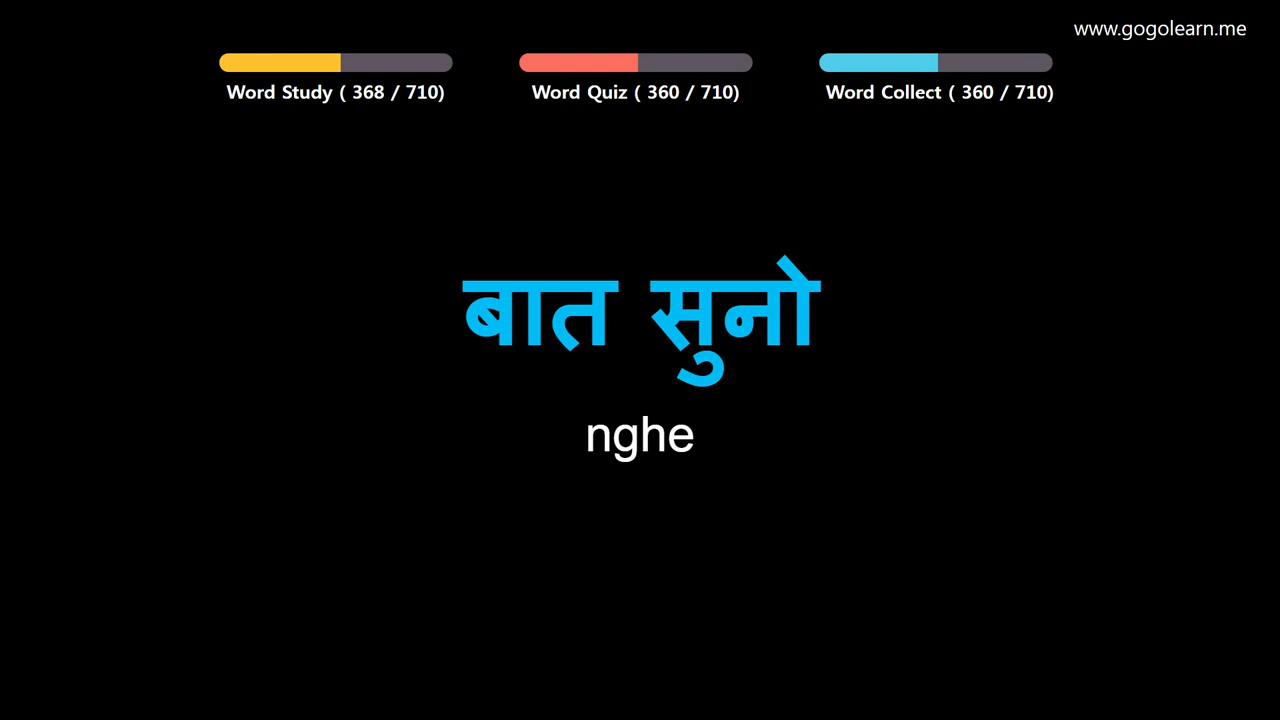 www.gogolearn.me
Word Study ( 368 / 710)
Word Quiz ( 360 / 710)
Word Collect ( 360 / 710)
बात सुनो
nghe